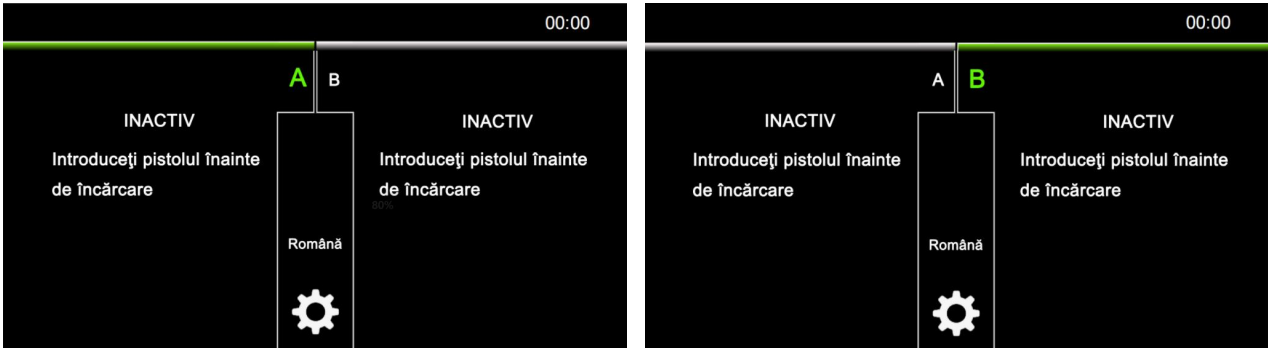 00:00
A B
INACTIV
Introduceţi pistolul înainte
de încărcare
INACTIV
Introduceţi pistolul înainte
de încărcare
80%
Română
00:00
A B
INACTIV
Introduceţi pistolul înainte
de încărcare
INACTIV
Introduceţi pistolul înainte
de încărcare
Română